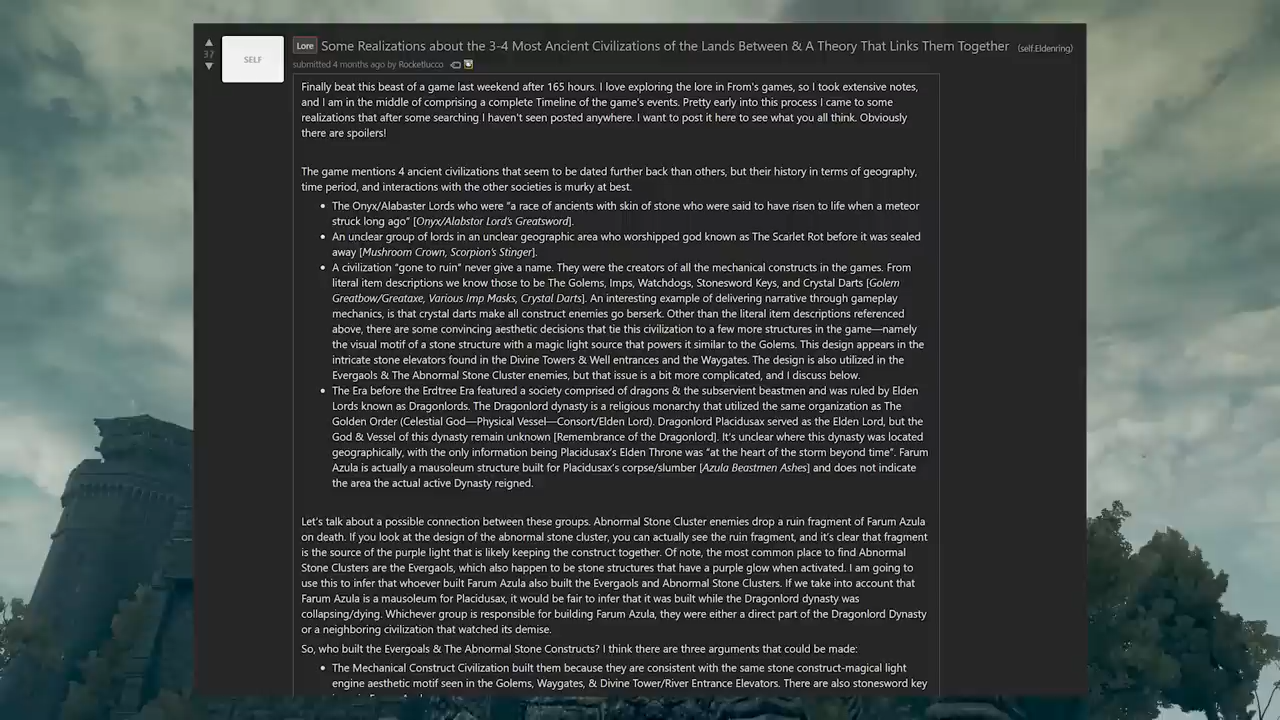 Lore Some Realizations about the 3-4 Most Ancient Civilizations of the Lands Between & A Theory That Links Them Together (self.Eldenring)
37
SELF
submitted 4 months ago by Rocketlucco
Finally beat this beast of a game last weekend after 165 hours. I love exploring the lore in From's games, so I took extensive notes,
and I am in the middle of comprising a complete Timeline of the game's events. Pretty early into this process I came to some
realizations that after some searching I haven't seen posted anywhere. I want to post it here to see what you all think. Obviously
there are spoilers!
The game mentions 4 ancient civilizations that seem to be dated further back than others, but their history in terms of geography,
time period, and interactions with the other societies is murky at best.
• The Onyx/Alabaster Lords who were "a race of ancients with skin of stone who were said to have risen to life when a meteor
struck long ago" [Onyx/Alabstor Lord's Greatsword].
• An unclear group of lords in an unclear geographic area who worshipped god known as The Scarlet Rot before it was sealed
away [Mushroom Crown, Scorpion's Stinger].
• A civilization "gone to ruin" never give a name. They were the creators of all the mechanical constructs in the games. From
literal item descriptions we know those to be The Golems, Imps, Watchdogs, Stonesword Keys, and Crystal Darts [Golem
Greatbow/Greataxe, Various Imp Masks, Crystal Darts]. An interesting example of delivering narrative through gameplay
mechanics, is that crystal darts make all construct enemies go berserk. Other than the literal item descriptions referenced
above, there are some convincing aesthetic decisions that tie this civilization to a few more structures in the game—namely
the visual motif of a stone structure with a magic light source that powers it similar to the Golems. This design appears in the
intricate stone elevators found in the Divine Towers & Well entrances and the Waygates. The design is also utilized in the
Evergaols & The Abnormal Stone Cluster enemies, but that issue is a bit more complicated, and I discuss below.
• The Era before the Erdtree Era featured a society comprised of dragons & the subservient beastmen and was ruled by Elden
Lords known as Dragonlords. The Dragonlord dynasty is a religious monarchy that utilized the same organization as The
Golden Order (Celestial God—Physical Vessel—Consort/Elden Lord). Dragonlord Placidusax served as the Elden Lord, but the
God & Vessel of this dynasty remain unknown [Remembrance of the Dragonlord]. It's unclear where this dynasty was located
geographically, with the only information being Placidusax's Elden Throne was "at the heart of the storm beyond time". Farum
Azula is actually a mausoleum structure built for Placidusax's corpse/slumber [Azula Beastmen Ashes] and does not indicate
the area the actual active Dynasty reigned.
Let's talk about a possible connection between these groups. Abnormal Stone Cluster enemies drop a ruin fragment of Farum Azula
on death. If you look at the design of the abnormal stone cluster, you can actually see the ruin fragment, and it's clear that fragment
is the source of the purple light that is likely keeping the construct together. Of note, the most common place to find Abnormal
Stone Clusters are the Evergaols, which also happen to be stone structures that have a purple glow when activated. I am going to
use this to infer that whoever built Farum Azula also built the Evergaols and Abnormal Stone Clusters. If we take into account that
Farum Azula is a mausoleum for Placidusax, it would be fair to infer that it was built while the Dragonlord dynasty was
collapsing/dying. Whichever group is responsible for building Farum Azula, they were either a direct part of the Dragonlord Dynasty
or a neighboring civilization that watched its demise.
So, who built the Evergoals & The Abnormal Stone Constructs? I think there are three arguments that could be made:
• The Mechanical Construct Civilization built them because they are consistent with the same stone construct-magical light
engine aesthetic motif seen in the Golems, Waygates, & Divine Tower/River Entrance Elevators. There are also stonesword key